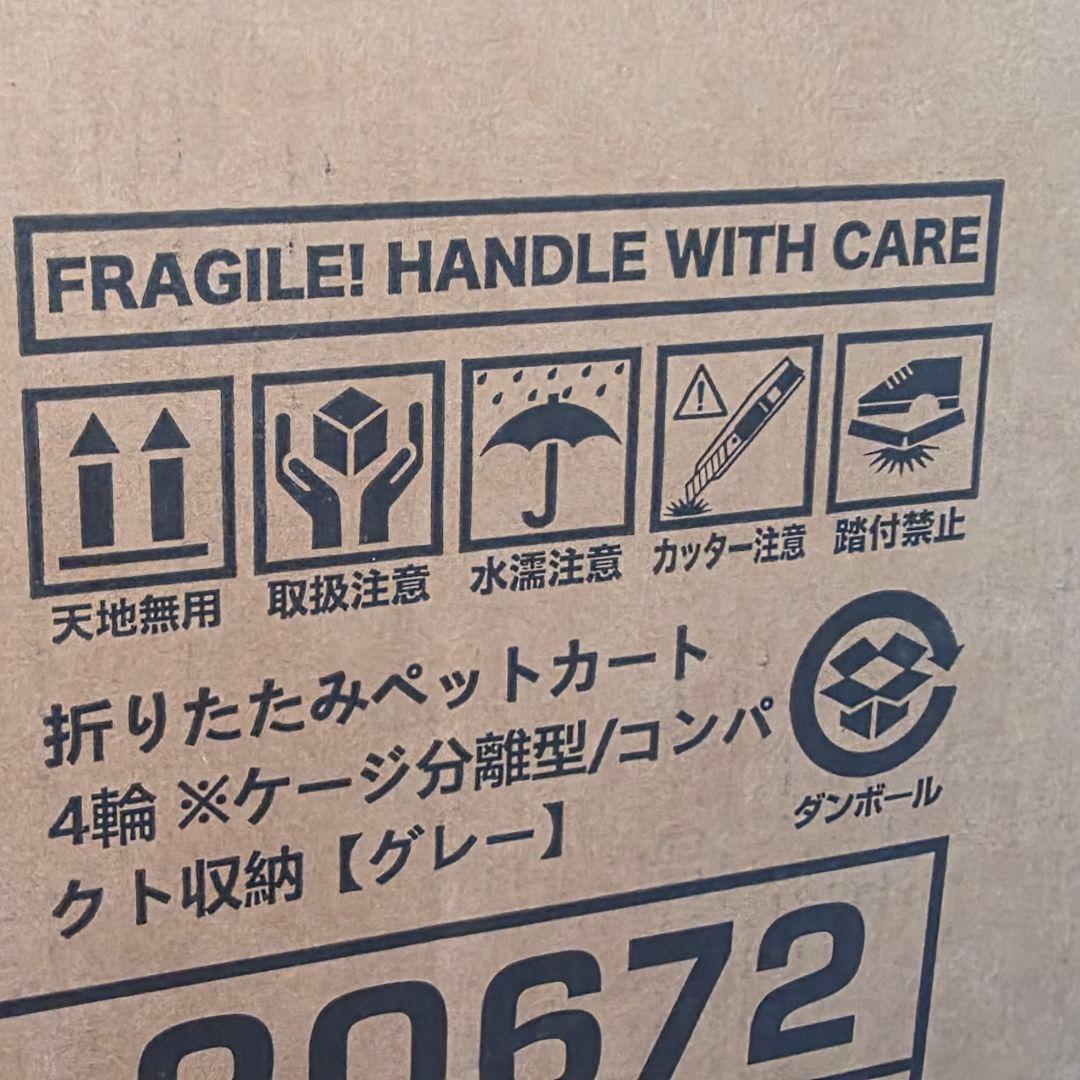 FRAGILE! HANDLE WITH CARE
天地無用
取扱注意
水濡注意
カッター注意
踏付禁止
折りたたみペットカート
4輪 ※ケージ分離型/コンパ
クト収納【グレー】
ダンボール
0672